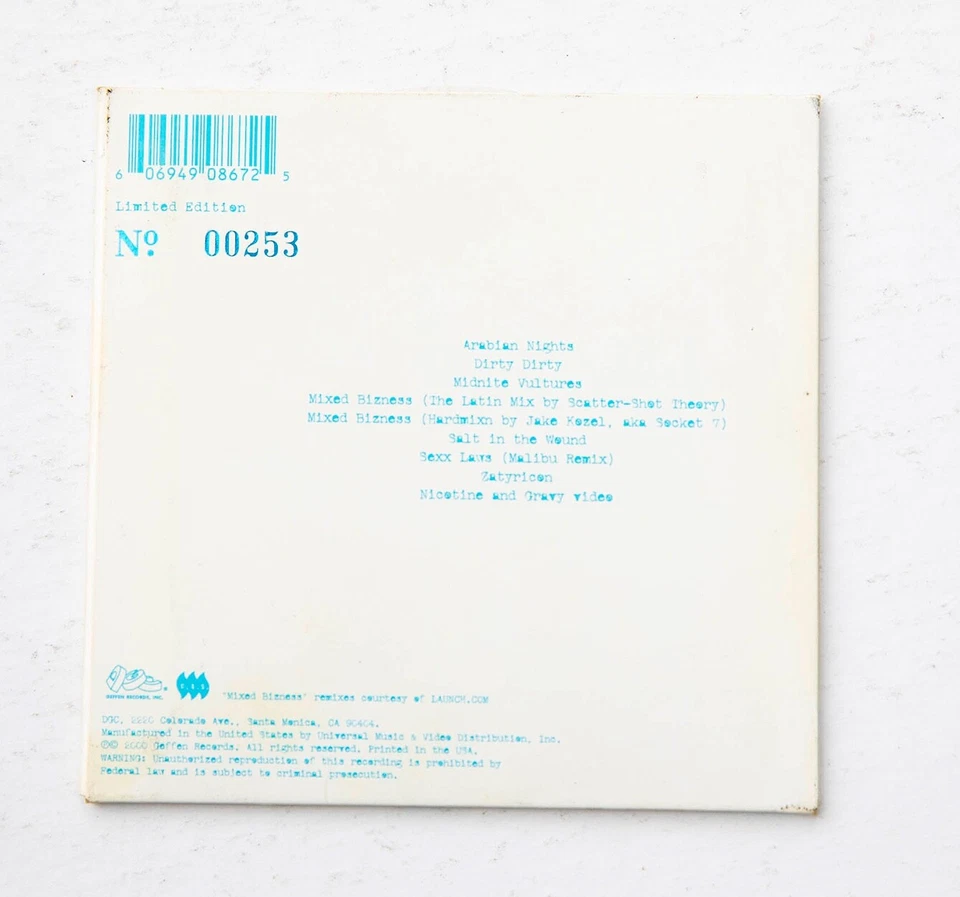 6 06949 08672 5
Limited Edition
Nº. 00253
Arabian Nights
Dirty Dirty
Midnite Vultures
Mixed Bizness (The Latin Mix by Scatter-Shot Theory)
Mixed Bizness (Hardmixn by Jake Kozel, aka Socket 7)
Salt in the Wound
Sexx Laws (Malibu Remix)
Zatyricon
Nicotine and Gravy video
GEFFEN RECORDS, INC.
'Mixed Bizness' remixes courtesy of LAUNCH.COM
DGC, 2220 Colorado Ave., Santa Monica, CA 90404.
Manufactured in the United States by Universal Music & Video Distribution, Inc.
℗© 2000 Geffen Records. All rights reserved. Printed in the USA.
WARNING: Unauthorized reproduction of this recording is prohibited by
Federal law and is subject to criminal prosecution.